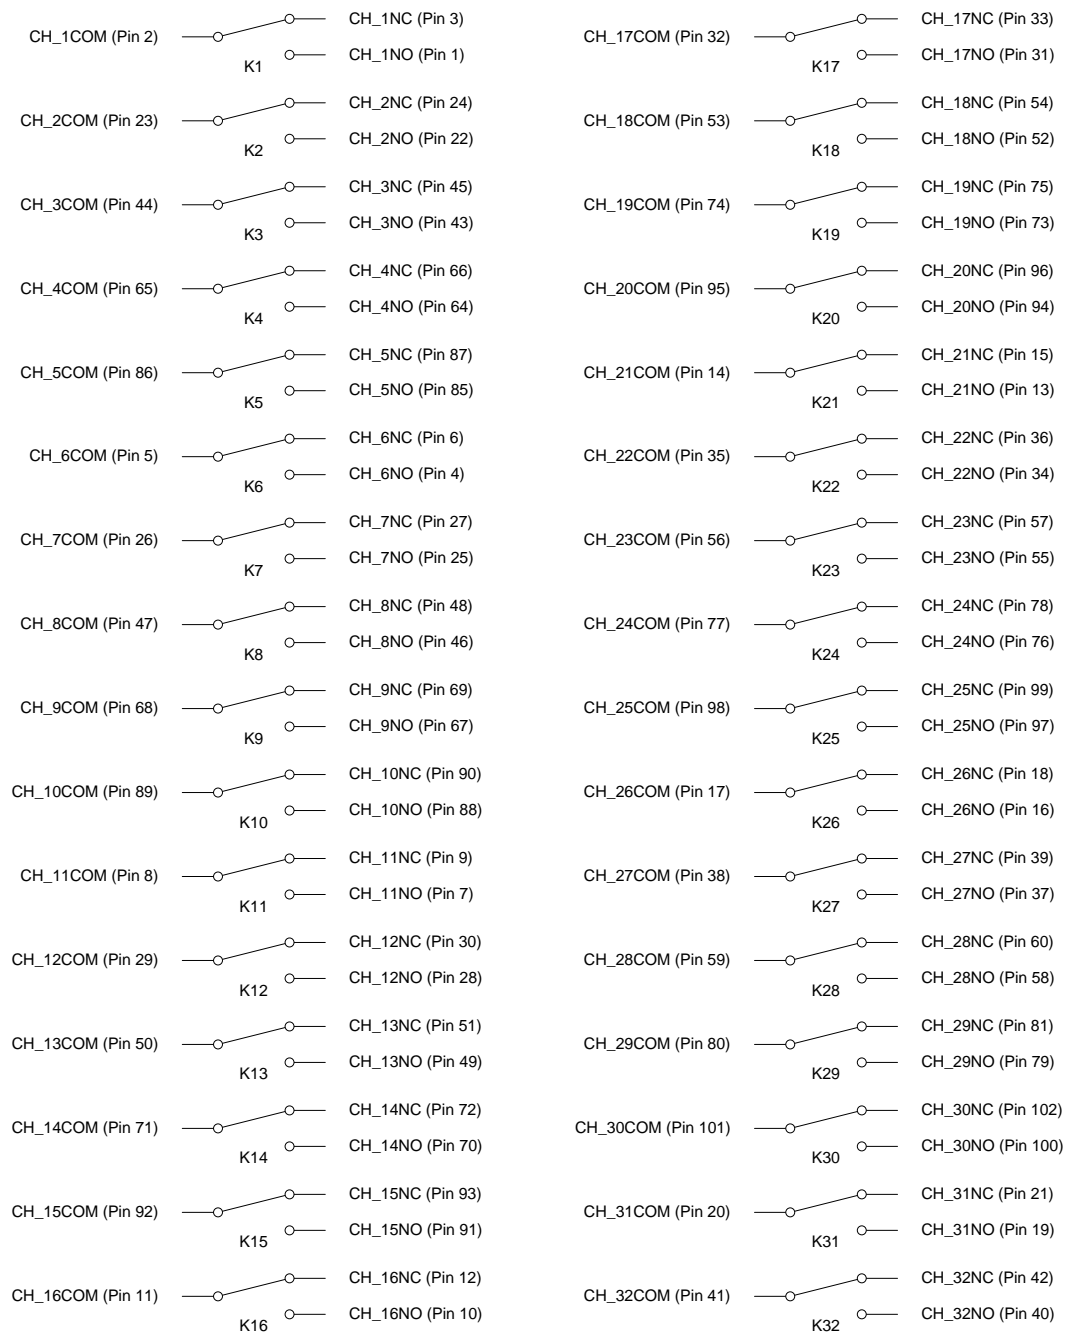 CH_1COM (Pin 2)
CH_1NC (Pin 3)
CH_1NO (Pin 1)
K1
CH_2COM (Pin 23)
CH_2NC (Pin 24)
CH_2NO (Pin 22)
K2
CH_3COM (Pin 44)
CH_3NC (Pin 45)
CH_3NO (Pin 43)
K3
CH_4COM (Pin 65)
CH_4NC (Pin 66)
CH_4NO (Pin 64)
K4
CH_5COM (Pin 86)
CH_5NC (Pin 87)
CH_5NO (Pin 85)
K5
CH_6COM (Pin 5)
CH_6NC (Pin 6)
CH_6NO (Pin 4)
K6
CH_7COM (Pin 26)
CH_7NC (Pin 27)
CH_7NO (Pin 25)
K7
CH_8COM (Pin 47)
CH_8NC (Pin 48)
CH_8NO (Pin 46)
K8
CH_9COM (Pin 68)
CH_9NC (Pin 69)
CH_9NO (Pin 67)
K9
CH_10COM (Pin 89)
CH_10NC (Pin 90)
CH_10NO (Pin 88)
K10
CH_11COM (Pin 8)
CH_11NC (Pin 9)
CH_11NO (Pin 7)
K11
CH_12COM (Pin 29)
CH_12NC (Pin 30)
CH_12NO (Pin 28)
K12
CH_13COM (Pin 50)
CH_13NC (Pin 51)
CH_13NO (Pin 49)
K13
CH_14COM (Pin 71)
CH_14NC (Pin 72)
CH_14NO (Pin 70)
K14
CH_15COM (Pin 92)
CH_15NC (Pin 93)
CH_15NO (Pin 91)
K15
CH_16COM (Pin 11)
CH_16NC (Pin 12)
CH_16NO (Pin 10)
K16
CH_17COM (Pin 32)
CH_17NC (Pin 33)
CH_17NO (Pin 31)
K17
CH_18COM (Pin 53)
CH_18NC (Pin 54)
CH_18NO (Pin 52)
K18
CH_19COM (Pin 74)
CH_19NC (Pin 75)
CH_19NO (Pin 73)
K19
CH_20COM (Pin 95)
CH_20NC (Pin 96)
CH_20NO (Pin 94)
K20
CH_21COM (Pin 14)
CH_21NC (Pin 15)
CH_21NO (Pin 13)
K21
CH_22COM (Pin 35)
CH_22NC (Pin 36)
CH_22NO (Pin 34)
K22
CH_23COM (Pin 56)
CH_23NC (Pin 57)
CH_23NO (Pin 55)
K23
CH_24COM (Pin 77)
CH_24NC (Pin 78)
CH_24NO (Pin 76)
K24
CH_25COM (Pin 98)
CH_25NC (Pin 99)
CH_25NO (Pin 97)
K25
CH_26COM (Pin 17)
CH_26NC (Pin 18)
CH_26NO (Pin 16)
K26
CH_27COM (Pin 38)
CH_27NC (Pin 39)
CH_27NO (Pin 37)
K27
CH_28COM (Pin 59)
CH_28NC (Pin 60)
CH_28NO (Pin 58)
K28
CH_29COM (Pin 80)
CH_29NC (Pin 81)
CH_29NO (Pin 79)
K29
CH_30COM (Pin 101)
CH_30NC (Pin 102)
CH_30NO (Pin 100)
K30
CH_31COM (Pin 20)
CH_31NC (Pin 21)
CH_31NO (Pin 19)
K31
CH_32COM (Pin 41)
CH_32NC (Pin 42)
CH_32NO (Pin 40)
K32